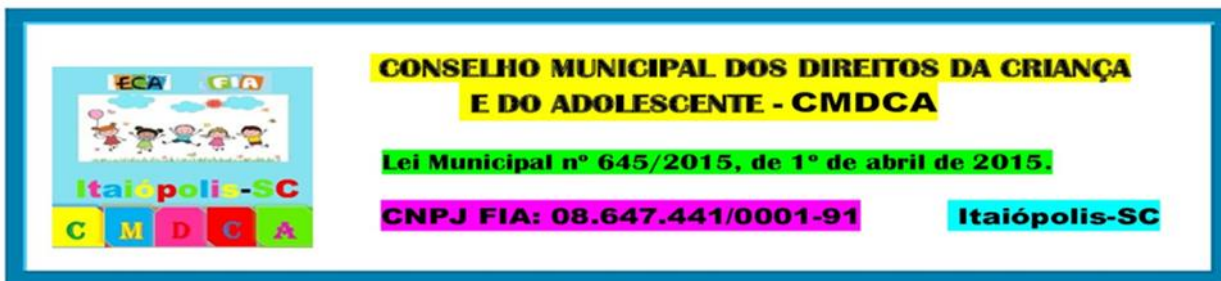 ECA FIA
Itaiópolis-SC
C M D C A
CONSELHO MUNICIPAL DOS DIREITOS DA CRIANÇA
E DO ADOLESCENTE - CMDCA
Lei Municipal nº 645/2015, de 1º de abril de 2015.
CNPJ FIA: 08.647.441/0001-91 Itaiópolis-SC